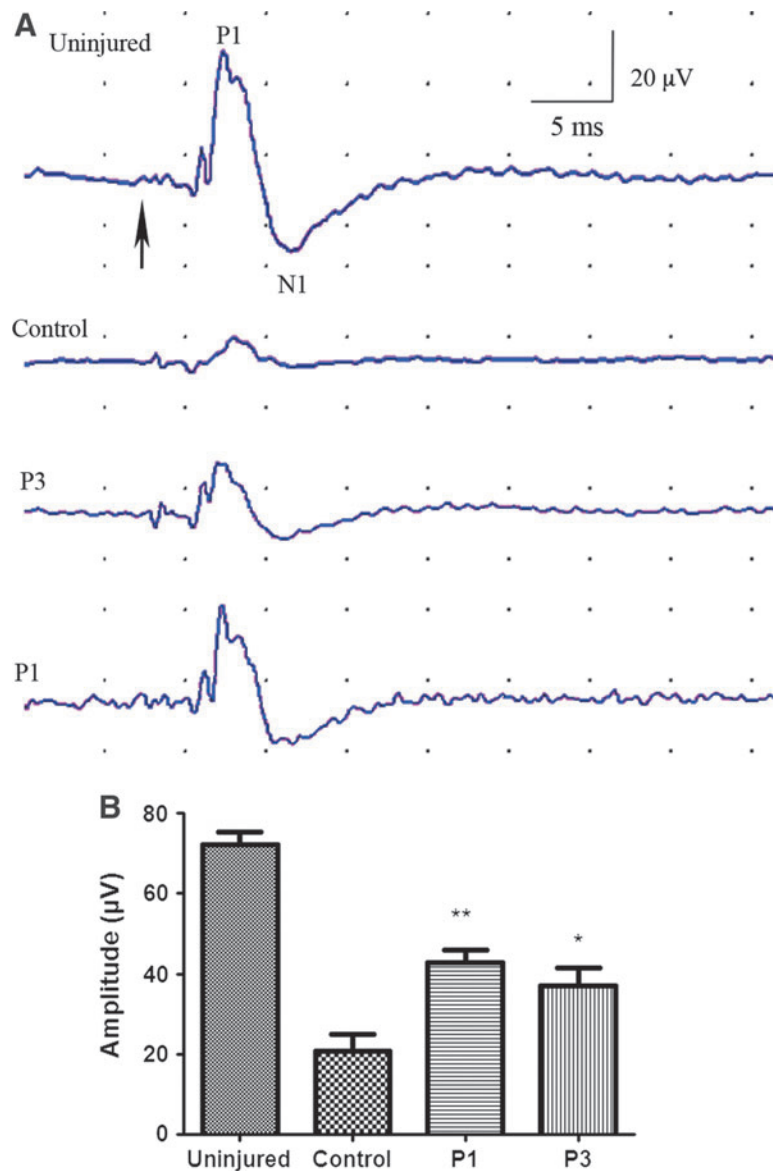 A
Uninjured
P1
20 µV
5 ms
N1
Control
P3
P1
B
Amplitude (µV)
80
60
40
20
0
**
*
Uninjured Control P1 P3